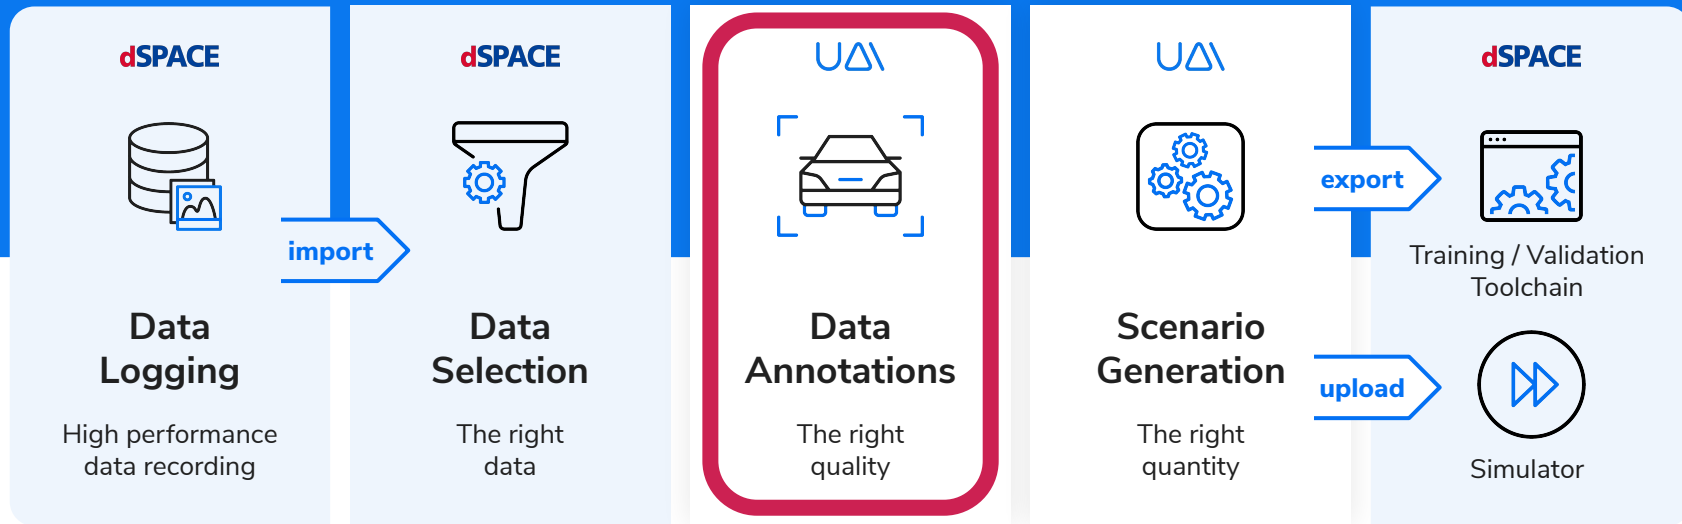 dSPACE
Data
Logging
High performance
data recording
import
dSPACE
Data
Selection
The right
data
UAI
Data
Annotations
The right
quality
UAI
Scenario
Generation
The right
quantity
export
upload
dSPACE
Training / Validation
Toolchain
Simulator